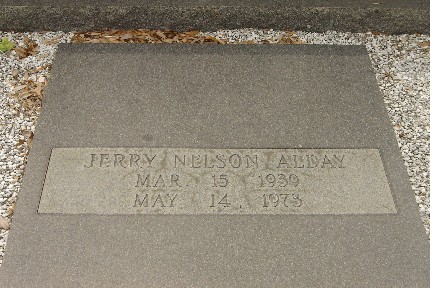 JERRY NELSON ALDAY
MAR. 15 1939
MAY 14, 1973